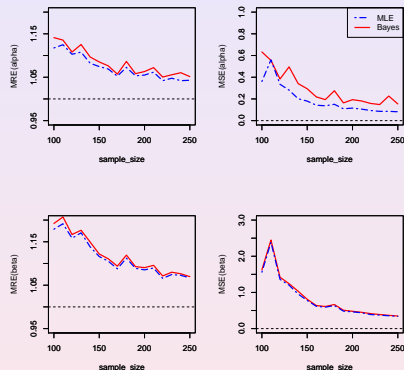 MRE(alpha)
0.95 1.05 1.15
100 150 200 250
sample_size
MSE(alpha)
0.0 0.2 0.4 0.6 0.8 1.0
MLE
Bayes
100 150 200 250
sample_size
MRE(beta)
0.95 1.05 1.15
100 150 200 250
sample_size
MSE(beta)
0.0 1.0 2.0 3.0
100 150 200 250
sample_size